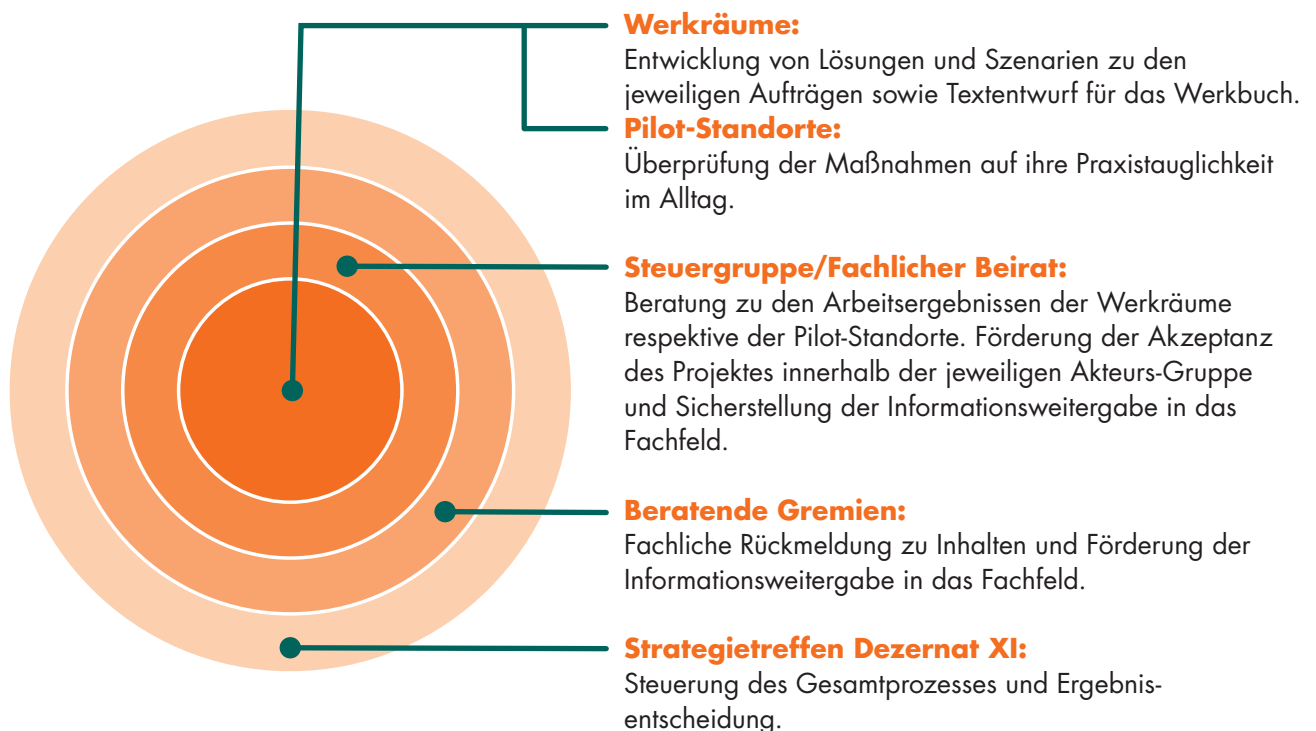 Werkräume:
Entwicklung von Lösungen und Szenarien zu den
jeweiligen Aufträgen sowie Textentwurf für das Werkbuch.
Pilot-Standorte:
Überprüfung der Maßnahmen auf ihre Praxistauglichkeit
im Alltag.
Steuergruppe/Fachlicher Beirat:
Beratung zu den Arbeitsergebnissen der Werkräume
respektive der Pilot-Standorte. Förderung der Akzeptanz
des Projektes innerhalb der jeweiligen Akteurs-Gruppe
und Sicherstellung der Informationsweitergabe in das
Fachfeld.
Beratende Gremien:
Fachliche Rückmeldung zu Inhalten und Förderung der
Informationsweitergabe in das Fachfeld.
Strategietreffen Dezernat XI:
Steuerung des Gesamtprozesses und Ergebnis-
entscheidung.